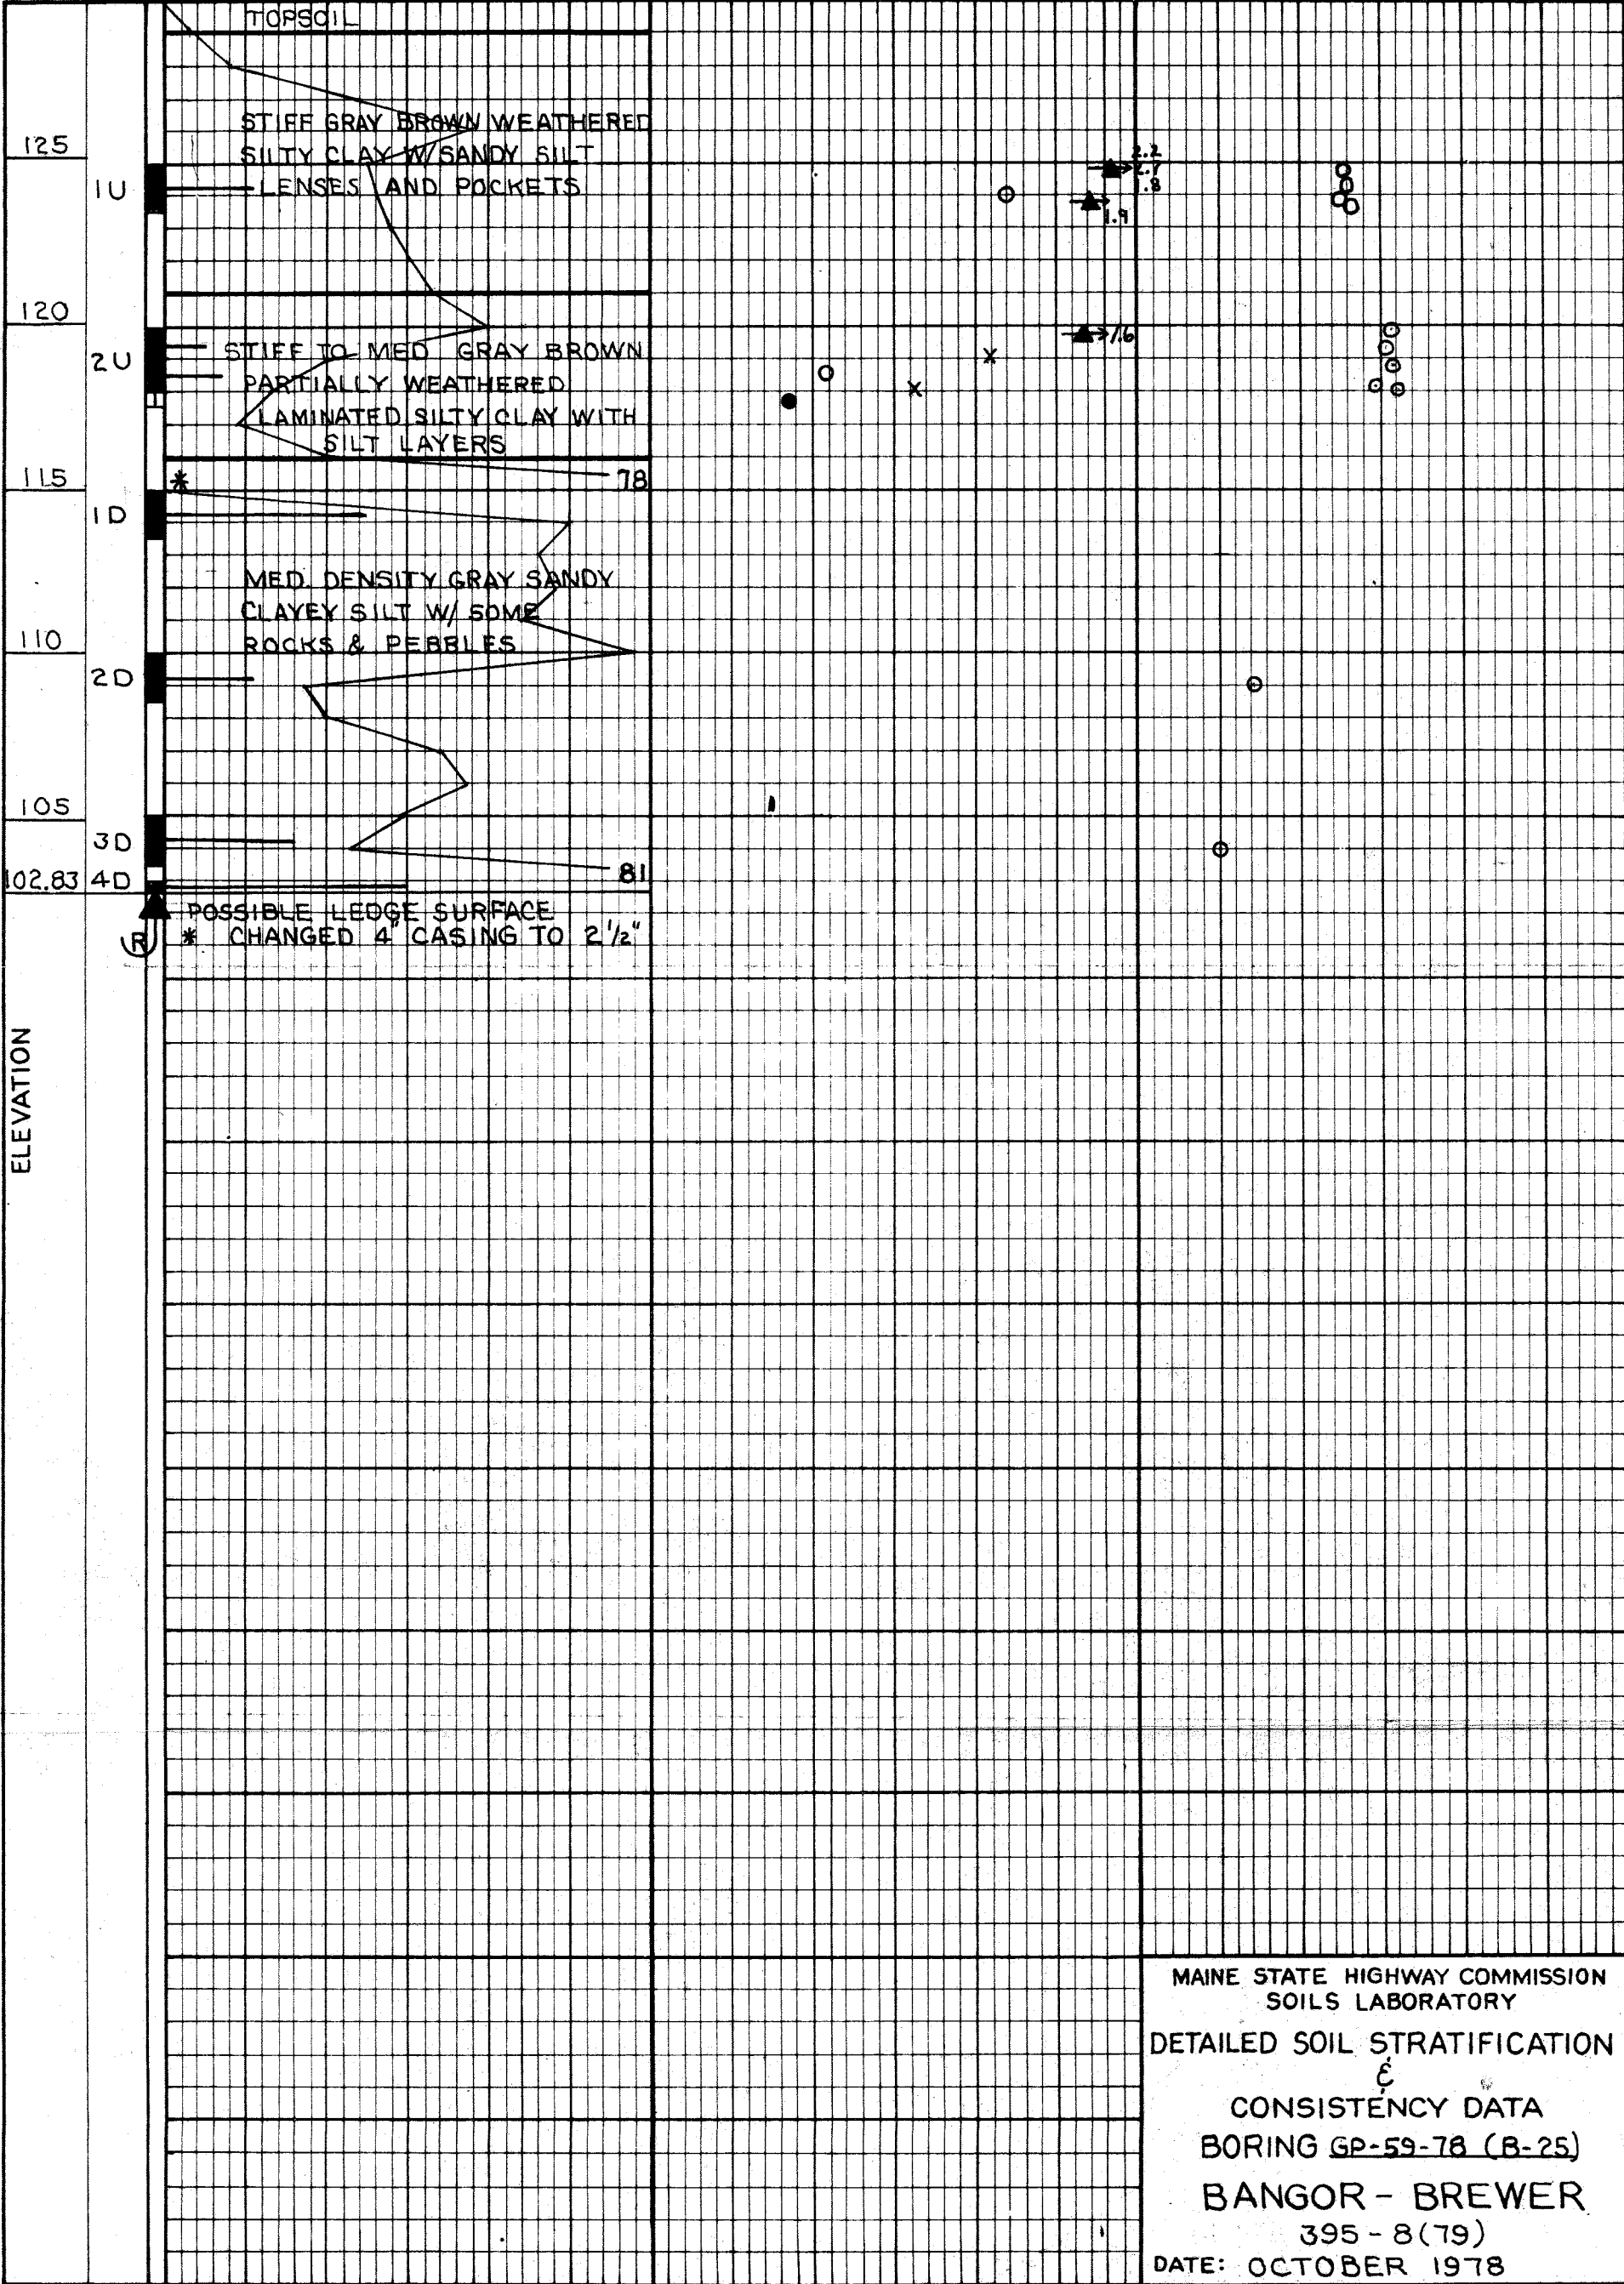 TOPSOIL
STIFF GRAY BROWN WEATHERED
SILTY CLAY W/SANDY SILT
LENSES AND POCKETS
125
1U
2.2
1.8
1.9
120
2U
1.6
STIFF TO MED GRAY BROWN
PARTIALLY WEATHERED
LAMINATED SILTY CLAY WITH
SILT LAYERS
78
115
*
1D
MED. DENSITY GRAY SANDY
CLAYEY SILT W/ SOME
ROCKS & PEBBLES
110
2D
105
3D
81
102.83 4D
POSSIBLE LEDGE SURFACE
R
* CHANGED 4" CASING TO 2 1/2"
ELEVATION
MAINE STATE HIGHWAY COMMISSION
SOILS LABORATORY
DETAILED SOIL STRATIFICATION
&
CONSISTENCY DATA
BORING GP-59-78 (B-25)
BANGOR - BREWER
395 - 8(79)
DATE: OCTOBER 1978